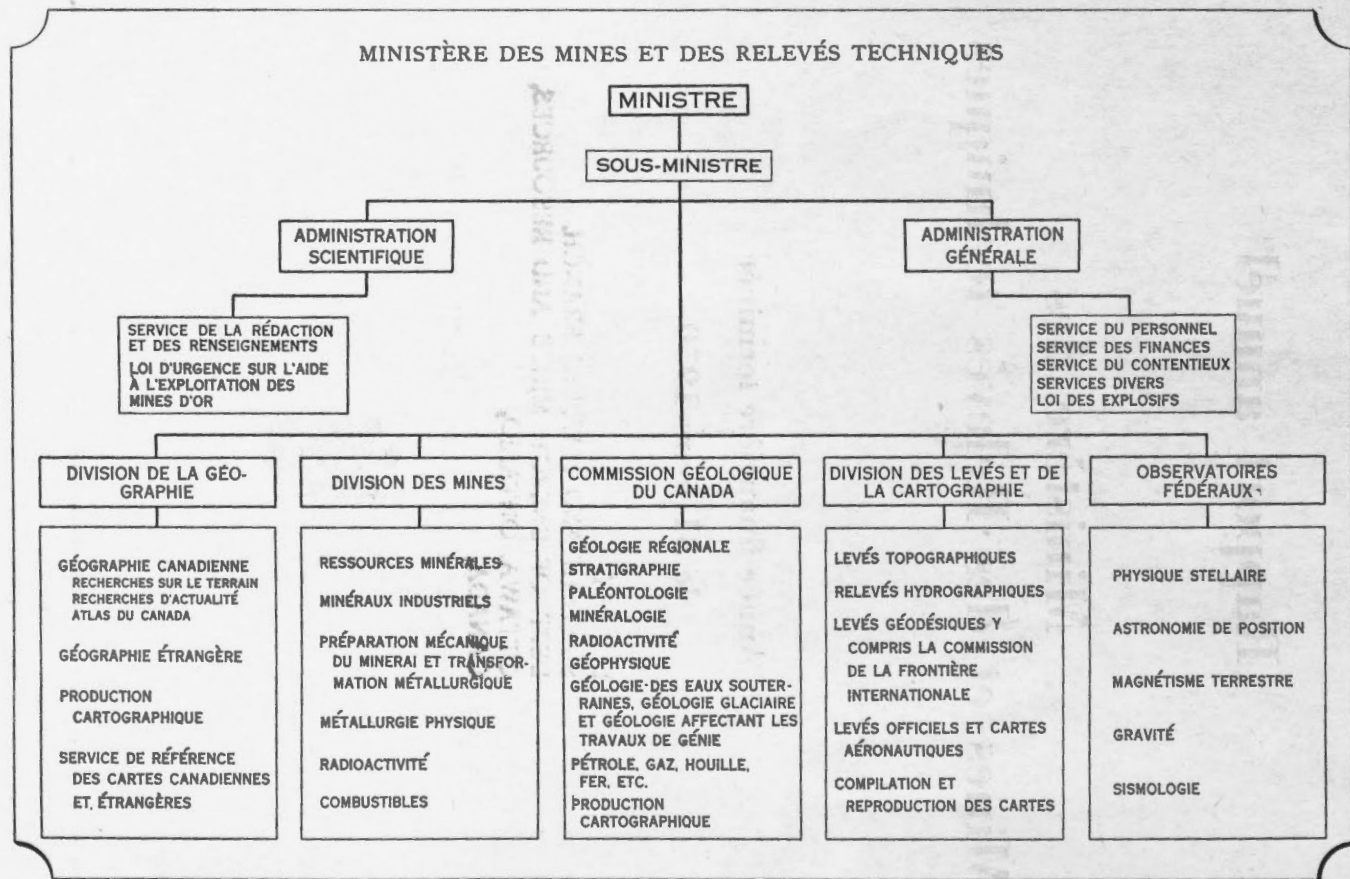 MINISTÈRE DES MINES ET DES RELEVÉS TECHNIQUES
MINISTRE
SOUS-MINISTRE
ADMINISTRATION
SCIENTIFIQUE
ADMINISTRATION
GÉNÉRALE
SERVICE DE LA RÉDACTION
ET DES RENSEIGNEMENTS
LOI D'URGENCE SUR L'AIDE
À L'EXPLOITATION DES
MINES D'OR
SERVICE DU PERSONNEL
SERVICE DES FINANCES
SERVICE DU CONTENTIEUX
SERVICES DIVERS
LOI DES EXPLOSIFS
DIVISION DE LA GÉO-
GRAPHIE
GÉOGRAPHIE CANADIENNE
RECHERCHES SUR LE TERRAIN
RECHERCHES D'ACTUALITÉ
ATLAS DU CANADA
GÉOGRAPHIE ÉTRANGÈRE
PRODUCTION
CARTOGRAPHIQUE
SERVICE DE RÉFÉRENCE
DES CARTES CANADIENNES
ET, ÉTRANGÈRES
DIVISION DES MINES
RESSOURCES MINÉRALES
MINÉRAUX INDUSTRIELS
PRÉPARATION MÉCANIQUE
DU MINERAI ET TRANSFOR-
MATION MÉTALLURGIQUE
MÉTALLURGIE PHYSIQUE
RADIOACTIVITÉ
COMBUSTIBLES
COMMISSION GÉOLOGIQUE
DU CANADA
GÉOLOGIE RÉGIONALE
STRATIGRAPHIE
PALÉONTOLOGIE
MINÉRALOGIE
RADIOACTIVITÉ
GÉOPHYSIQUE
GÉOLOGIE DES EAUX SOUTER-
RAINES, GÉOLOGIE GLACIAIRE
ET GÉOLOGIE AFFECTANT LES
TRAVAUX DE GÉNIE
PÉTROLE, GAZ, HOUILLE,
FER, ETC.
PRODUCTION
CARTOGRAPHIQUE
DIVISION DES LEVÉS ET DE
LA CARTOGRAPHIE
LEVÉS TOPOGRAPHIQUES
RELEVÉS HYDROGRAPHIQUES
LEVÉS GÉODÉSIQUES Y
COMPRIS LA COMMISSION
DE LA FRONTIÈRE
INTERNATIONALE
LEVÉS OFFICIELS ET CARTES
AÉRONAUTIQUES
COMPILATION ET
REPRODUCTION DES CARTES
OBSERVATOIRES
FÉDÉRAUX
PHYSIQUE STELLAIRE
ASTRONOMIE DE POSITION
MAGNÉTISME TERRESTRE
GRAVITÉ
SISMOLOGIE